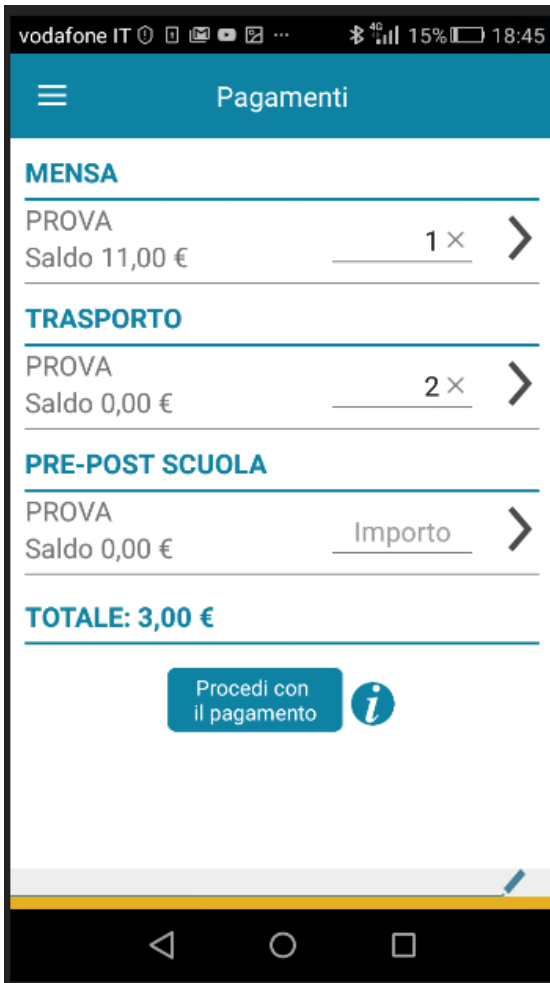 vodafone IT 15% 18:45
Pagamenti
MENSA
PROVA
Saldo 11,00 €
1 ×
TRASPORTO
PROVA
Saldo 0,00 €
2 ×
PRE-POST SCUOLA
PROVA
Saldo 0,00 €
Importo
TOTALE: 3,00 €
Procedi con
il pagamento
i